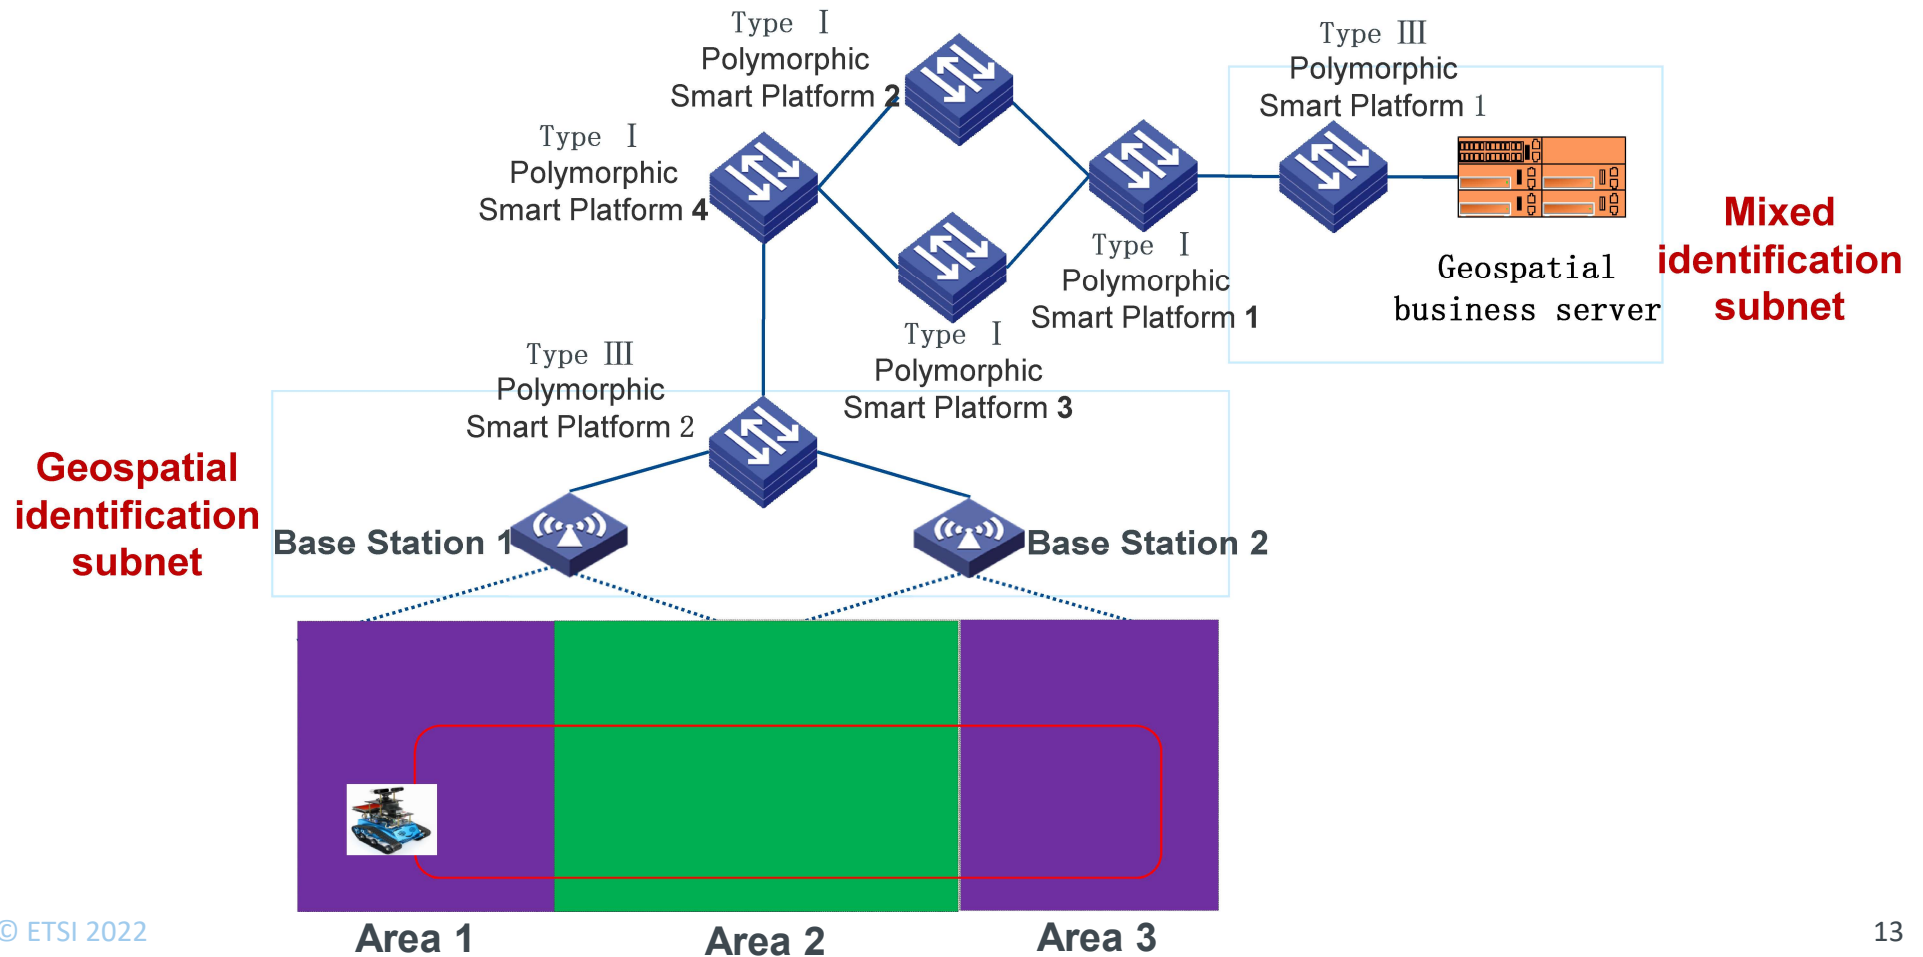 Type Ⅰ
Polymorphic
Smart Platform 2
Type Ⅲ
Polymorphic
Smart Platform 1
Type Ⅰ
Polymorphic
Smart Platform 4
Type Ⅰ
Polymorphic
Smart Platform 1
Geospatial
business server
Mixed
identification
subnet
Type Ⅰ
Polymorphic
Smart Platform 3
Type Ⅲ
Polymorphic
Smart Platform 2
Geospatial
identification
subnet
Base Station 1
Base Station 2
Area 1
Area 2
Area 3
© ETSI 2022
13